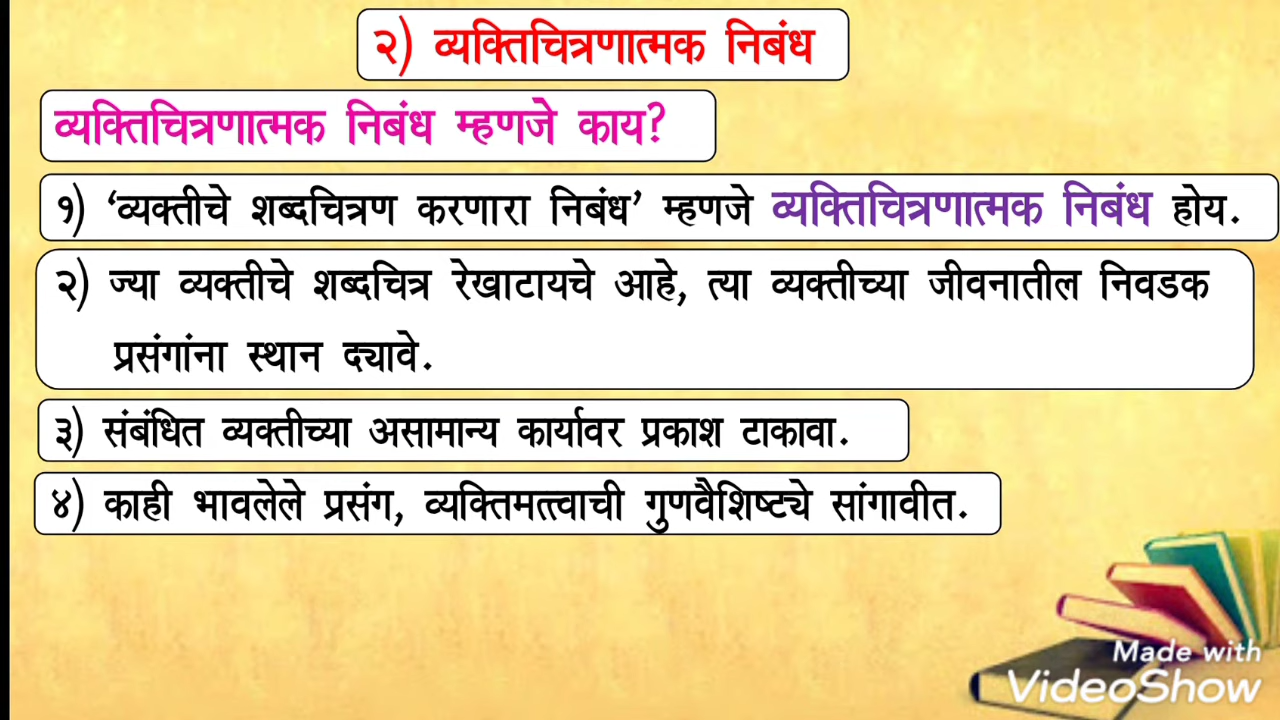 २) व्यक्तिचित्रणात्मक निबंध
व्यक्तिचित्रणात्मक निबंध म्हणजे काय?
१) ‘व्यक्तीचे शब्दचित्रण करणारा निबंध’ म्हणजे व्यक्तिचित्रणात्मक निबंध होय.
२) ज्या व्यक्तीचे शब्दचित्र रेखाटायचे आहे, त्या व्यक्तीच्या जीवनातील निवडक
प्रसंगांना स्थान द्यावे.
३) संबंधित व्यक्तीच्या असामान्य कार्यावर प्रकाश टाकावा.
४) काही भावलेले प्रसंग, व्यक्तिमत्त्वाची गुणवैशिष्ट्ये सांगावीत.
Made with
VideoShow